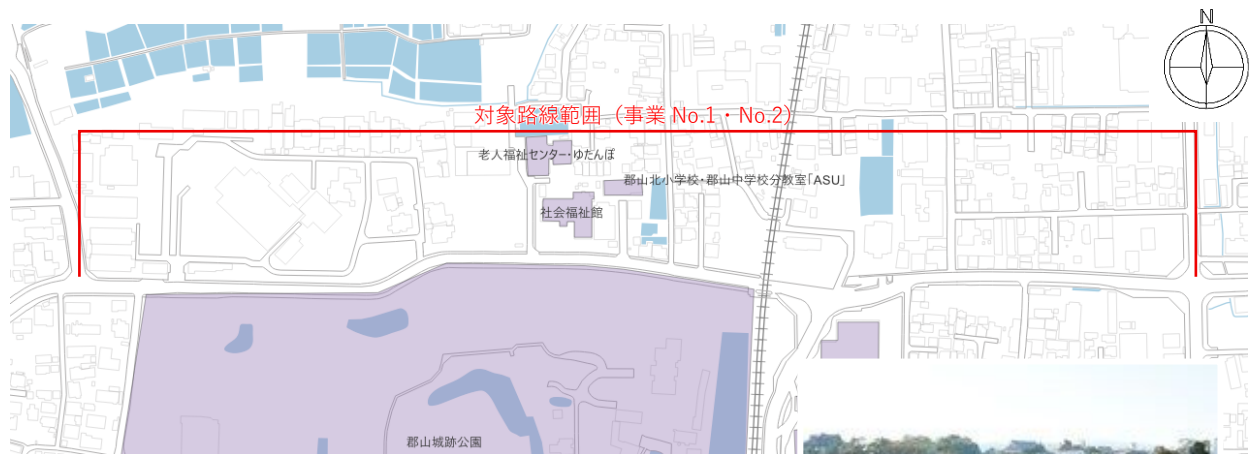 N
対象路線範囲（事業 No.1・No.2）
老人福祉センター・ゆだんぽ
郡山北小学校・郡山中学校分教室「ASU」
社会福祉館
郡山城跡公園